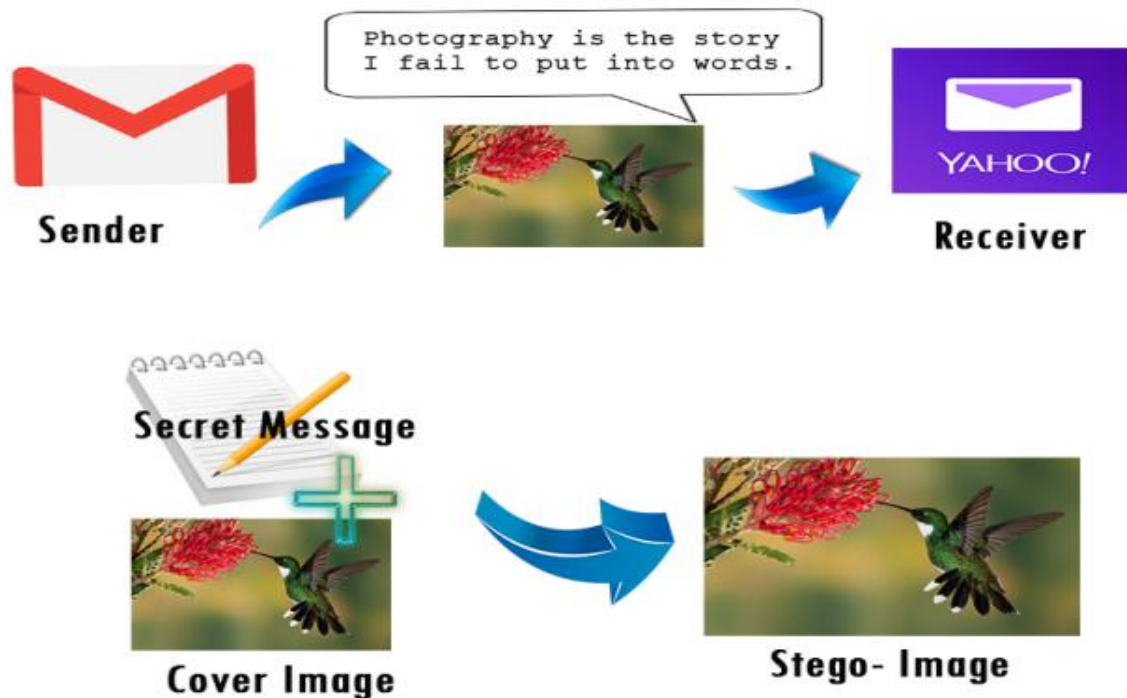 Photography is the story
I fail to put into words.
Sender
YAHOO!
Receiver
Secret Message
Cover Image
Stego- Image